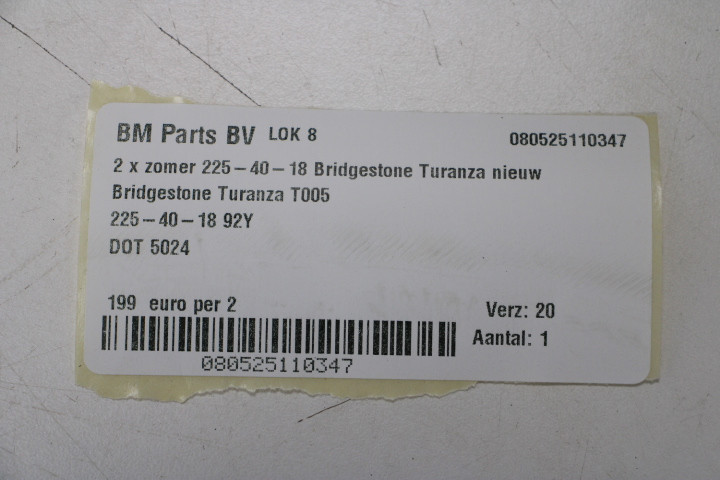 BM Parts BV LOK 8 080525110347
2 x zomer 225-40-18 Bridgestone Turanza nieuw
Bridgestone Turanza T005
225-40-18 92Y
DOT 5024
199 euro per 2 Verz: 20
Aantal: 1
080525110347